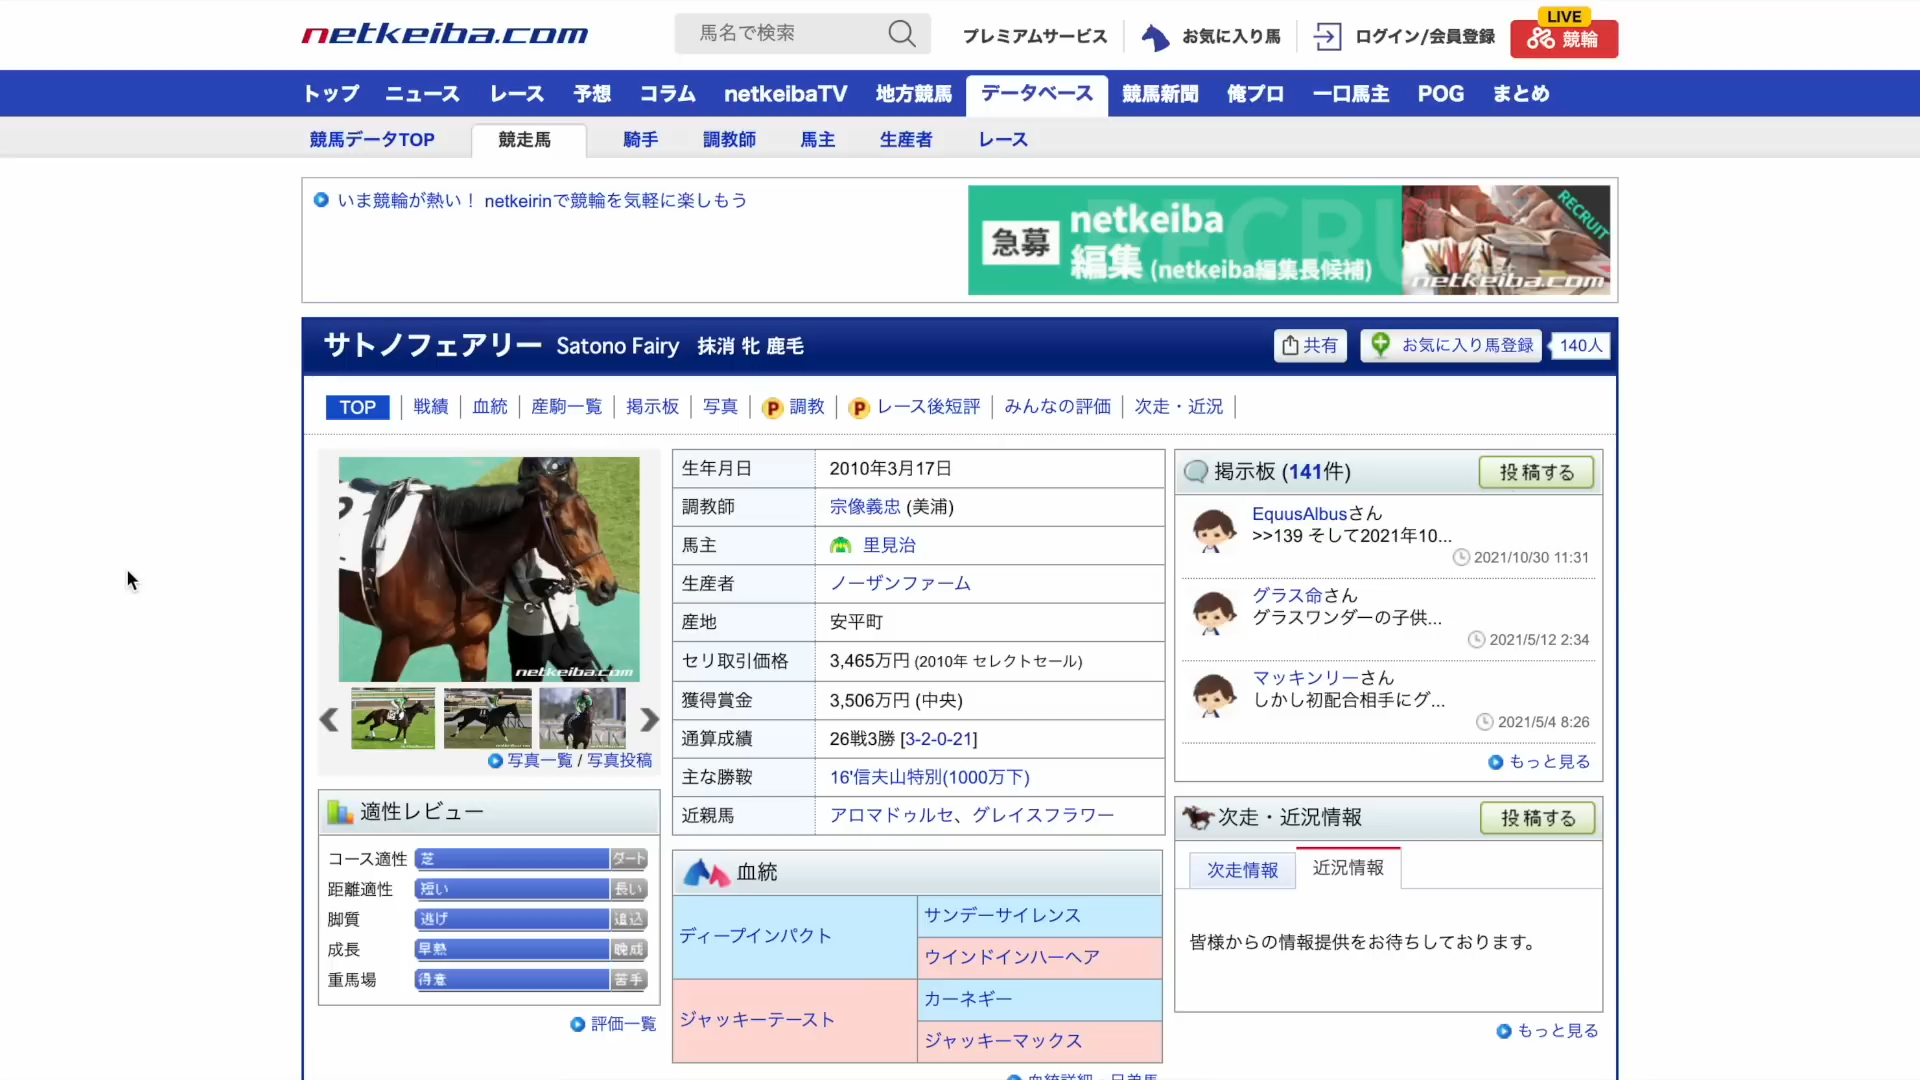 netkeiba.com
馬名で検索
プレミアムサービス
お気に入り馬
ログイン/会員登録
LIVE
競輪
トップ ニュース レース 予想 コラム netkeibaTV 地方競馬 データベース 競馬新聞 俺プロ 一口馬主 POG まとめ
競馬データTOP 競走馬 騎手 調教師 馬主 生産者 レース
いま競輪が熱い！ netkeirinで競輪を気軽に楽しもう
急募
netkeiba
編集 (netkeiba編集長候補)
RECRUIT
netkeiba.com
サトノフェアリー Satono Fairy 抹消 牝 鹿毛
共有
お気に入り馬登録
140人
TOP 戦績 血統 産駒一覧 掲示板 写真 P 調教 P レース後短評 みんなの評価 次走・近況
netkeiba.com
写真一覧 / 写真投稿
適性レビュー
コース適性 芝 ダート
距離適性 短い 長い
脚質 逃げ 追込
成長 早熟 晩成
重馬場 得意 苦手
評価一覧
生年月日 2010年3月17日
調教師 宗像義忠 (美浦)
馬主 里見治
生産者 ノーザンファーム
産地 安平町
セリ取引価格 3,465万円 (2010年 セレクトセール)
獲得賞金 3,506万円 (中央)
通算成績 26戦3勝 [3-2-0-21]
主な勝鞍 16'信夫山特別(1000万下)
近親馬 アロマドゥルセ、グレイスフラワー
血統
ディープインパクト
サンデーサイレンス
ウインドインハーヘア
ジャッキーテースト
カーネギー
ジャッキーマックス
血統詳細・兄弟馬
掲示板 (141件)
投稿する
EquusAlbusさん
>>139 そして2021年10...
2021/10/30 11:31
グラス命さん
グラスワンダーの子供...
2021/5/12 2:34
マッキンリーさん
しかし初配合相手にグ...
2021/5/4 8:26
もっと見る
次走・近況情報
投稿する
次走情報 近況情報
皆様からの情報提供をお待ちしております。
もっと見る